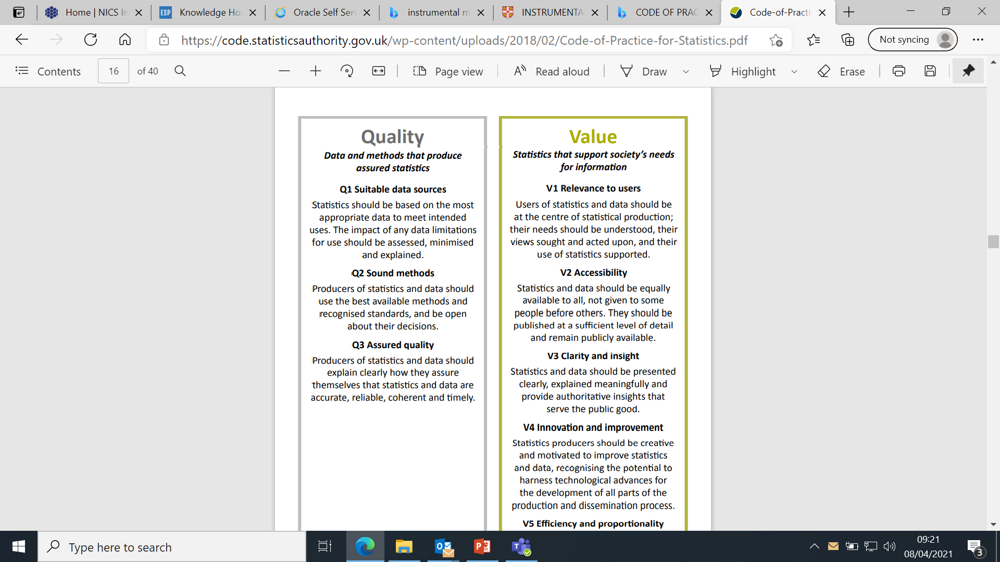 Home | NICS In
Knowledge Ho
Oracle Self Ser
instrumental m
INSTRUMENTA
CODE OF PRAC
Code-of-Practi
https://code.statisticsauthority.gov.uk/wp-content/uploads/2018/02/Code-of-Practice-for-Statistics.pdf
Not syncing
Contents
16 of 40
Page view
Read aloud
Draw
Highlight
Erase
Quality
Data and methods that produce
assured statistics
Q1 Suitable data sources
Statistics should be based on the most
appropriate data to meet intended
uses. The impact of any data limitations
for use should be assessed, minimised
and explained.
Q2 Sound methods
Producers of statistics and data should
use the best available methods and
recognised standards, and be open
about their decisions.
Q3 Assured quality
Producers of statistics and data should
explain clearly how they assure
themselves that statistics and data are
accurate, reliable, coherent and timely.
Value
Statistics that support society’s needs
for information
V1 Relevance to users
Users of statistics and data should be
at the centre of statistical production;
their needs should be understood, their
views sought and acted upon, and their
use of statistics supported.
V2 Accessibility
Statistics and data should be equally
available to all, not given to some
people before others. They should be
published at a sufficient level of detail
and remain publicly available.
V3 Clarity and insight
Statistics and data should be presented
clearly, explained meaningfully and
provide authoritative insights that
serve the public good.
V4 Innovation and improvement
Statistics producers should be creative
and motivated to improve statistics
and data, recognising the potential to
harness technological advances for
the development of all parts of the
production and dissemination process.
V5 Efficiency and proportionality
Type here to search
09:21
08/04/2021
3